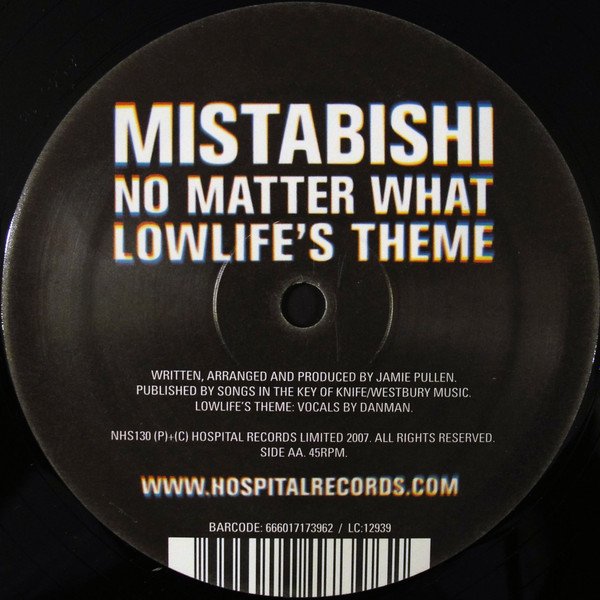 MISTABISHI
NO MATTER WHAT
LOWLIFE'S THEME
WRITTEN, ARRANGED AND PRODUCED BY JAMIE PULLEN.
PUBLISHED BY SONGS IN THE KEY OF KNIFE/WESTBURY MUSIC.
LOWLIFE'S THEME: VOCALS BY DANMAN.
NHS130 (P)+(C) HOSPITAL RECORDS LIMITED 2007. ALL RIGHTS RESERVED.
SIDE AA. 45RPM.
WWW.HOSPITALRECORDS.COM
BARCODE: 666017173962 / LC:12939